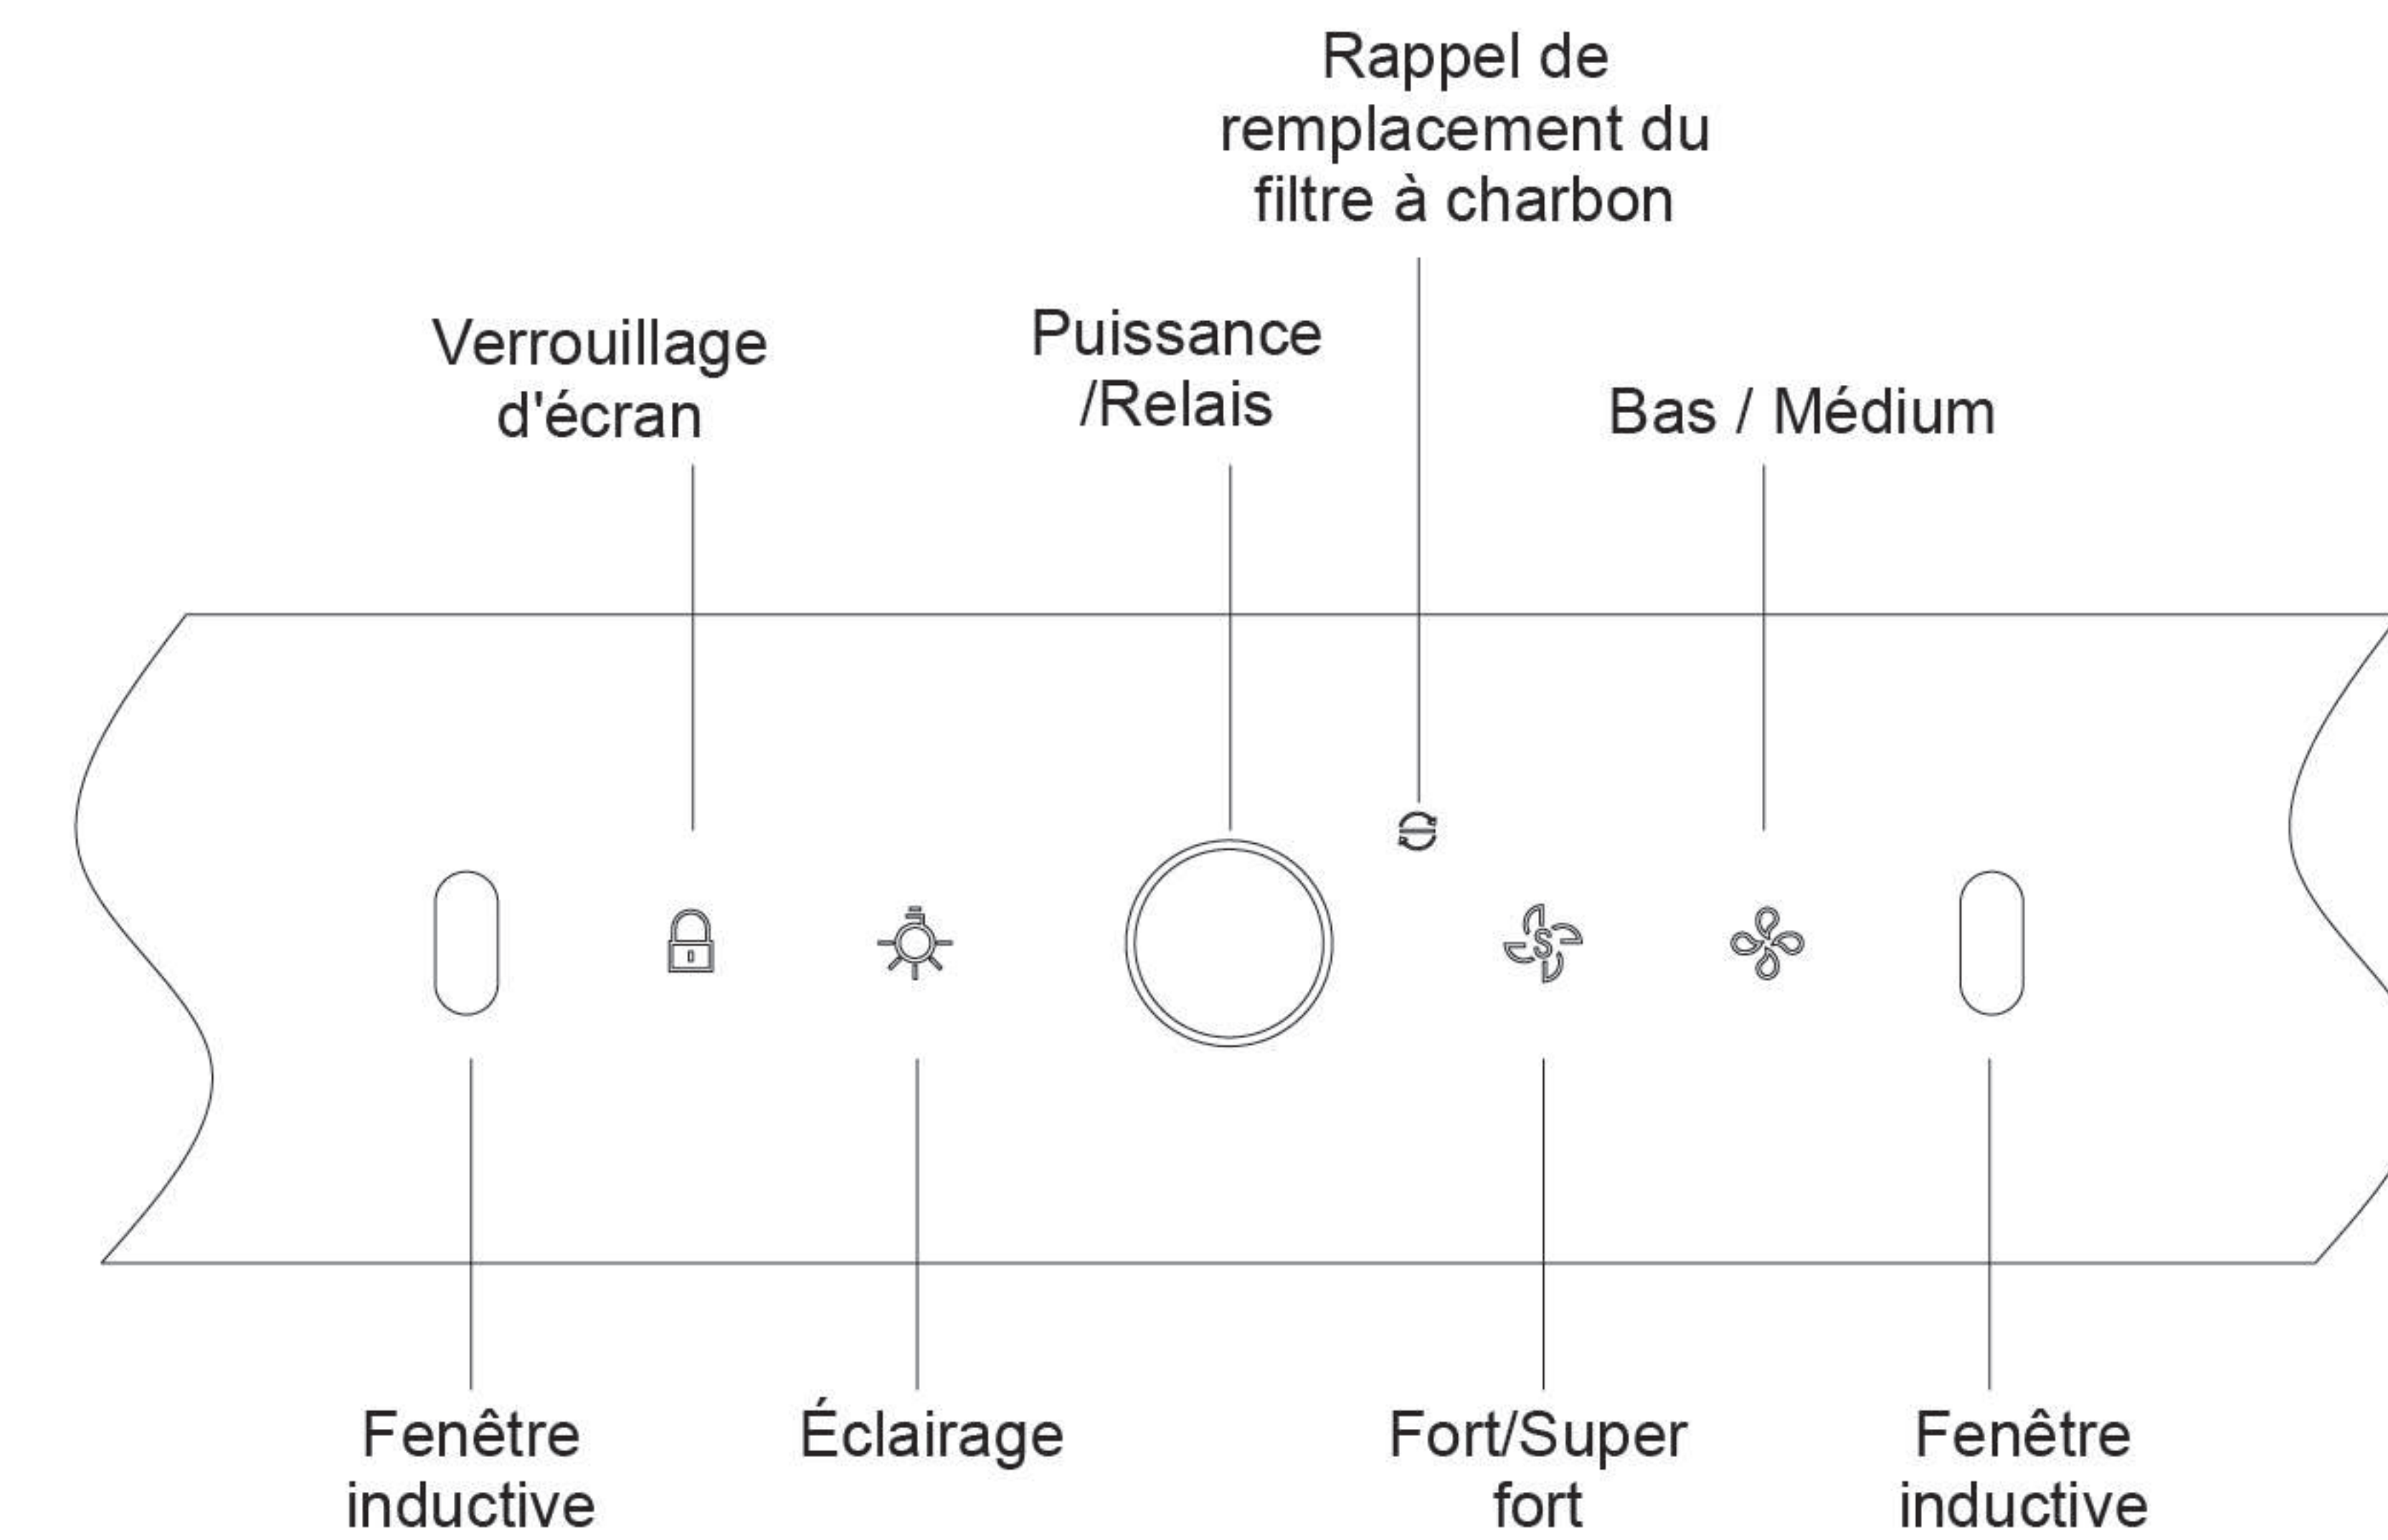 Rappel de
remplacement du
filtre à charbon
Verrouillage
d'écran
Puissance
/Relais
Bas / Médium
S
Fenêtre
inductive
Éclairage
Fort/Super
fort
Fenêtre
inductive